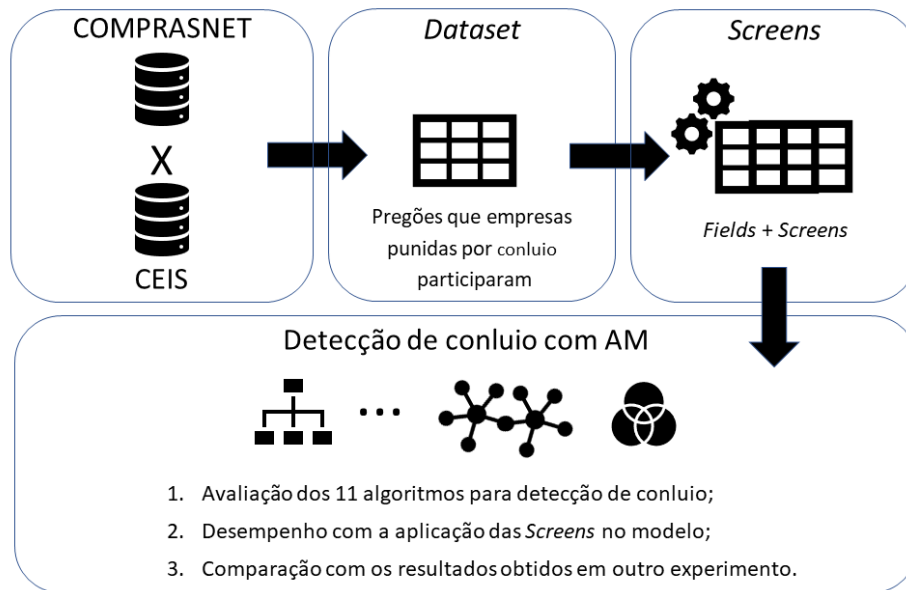 COMPRASNET
X
CEIS
Dataset
Pregões que empresas
punidas por conluio
participaram
Screens
Fields + Screens
Detecção de conluio com AM
...
1. Avaliação dos 11 algoritmos para detecção de conluio;
2. Desempenho com a aplicação das Screens no modelo;
3. Comparação com os resultados obtidos em outro experimento.